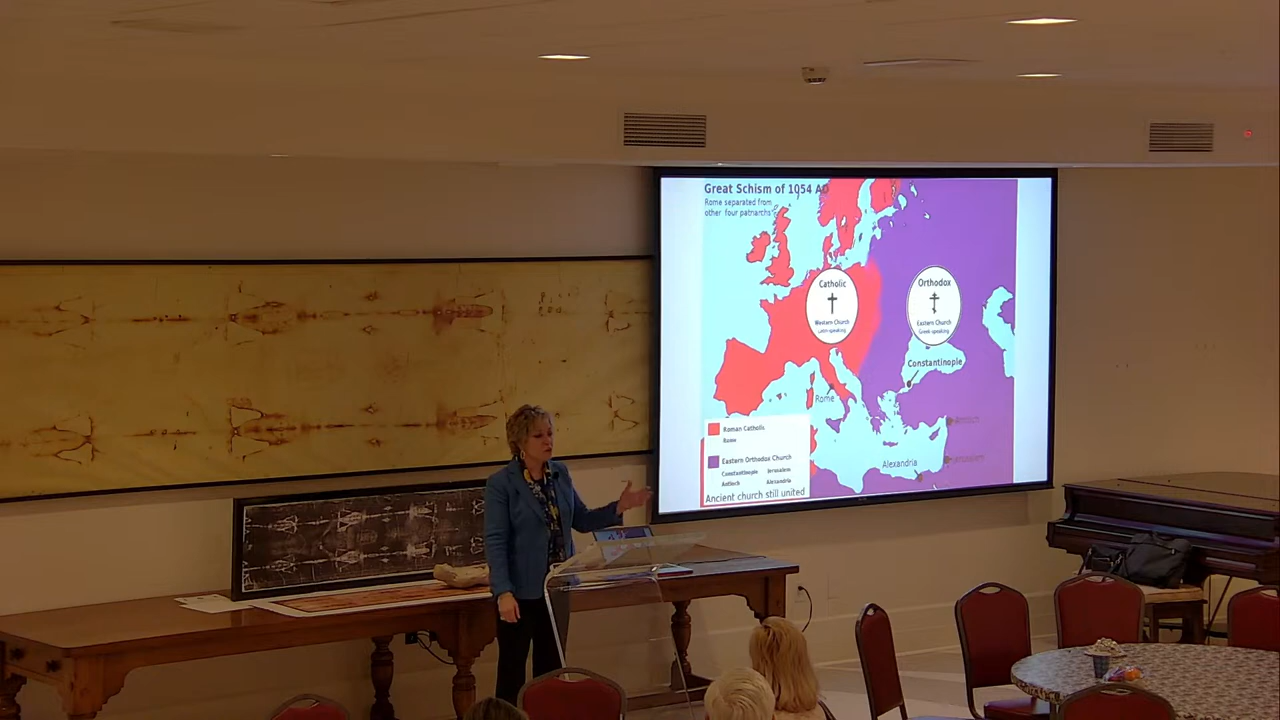 Great Schism of 1054 AD
Rome separated from
other four patriarchs
Catholic
Western Church
Latin-speaking
Orthodox
Eastern Church
Greek-speaking
Constantinople
Rome
Antioch
Jerusalem
Alexandria
Roman Catholic
Rome
Eastern Orthodox Church
Constantinople Jerusalem
Antioch Alexandria
Ancient church still united